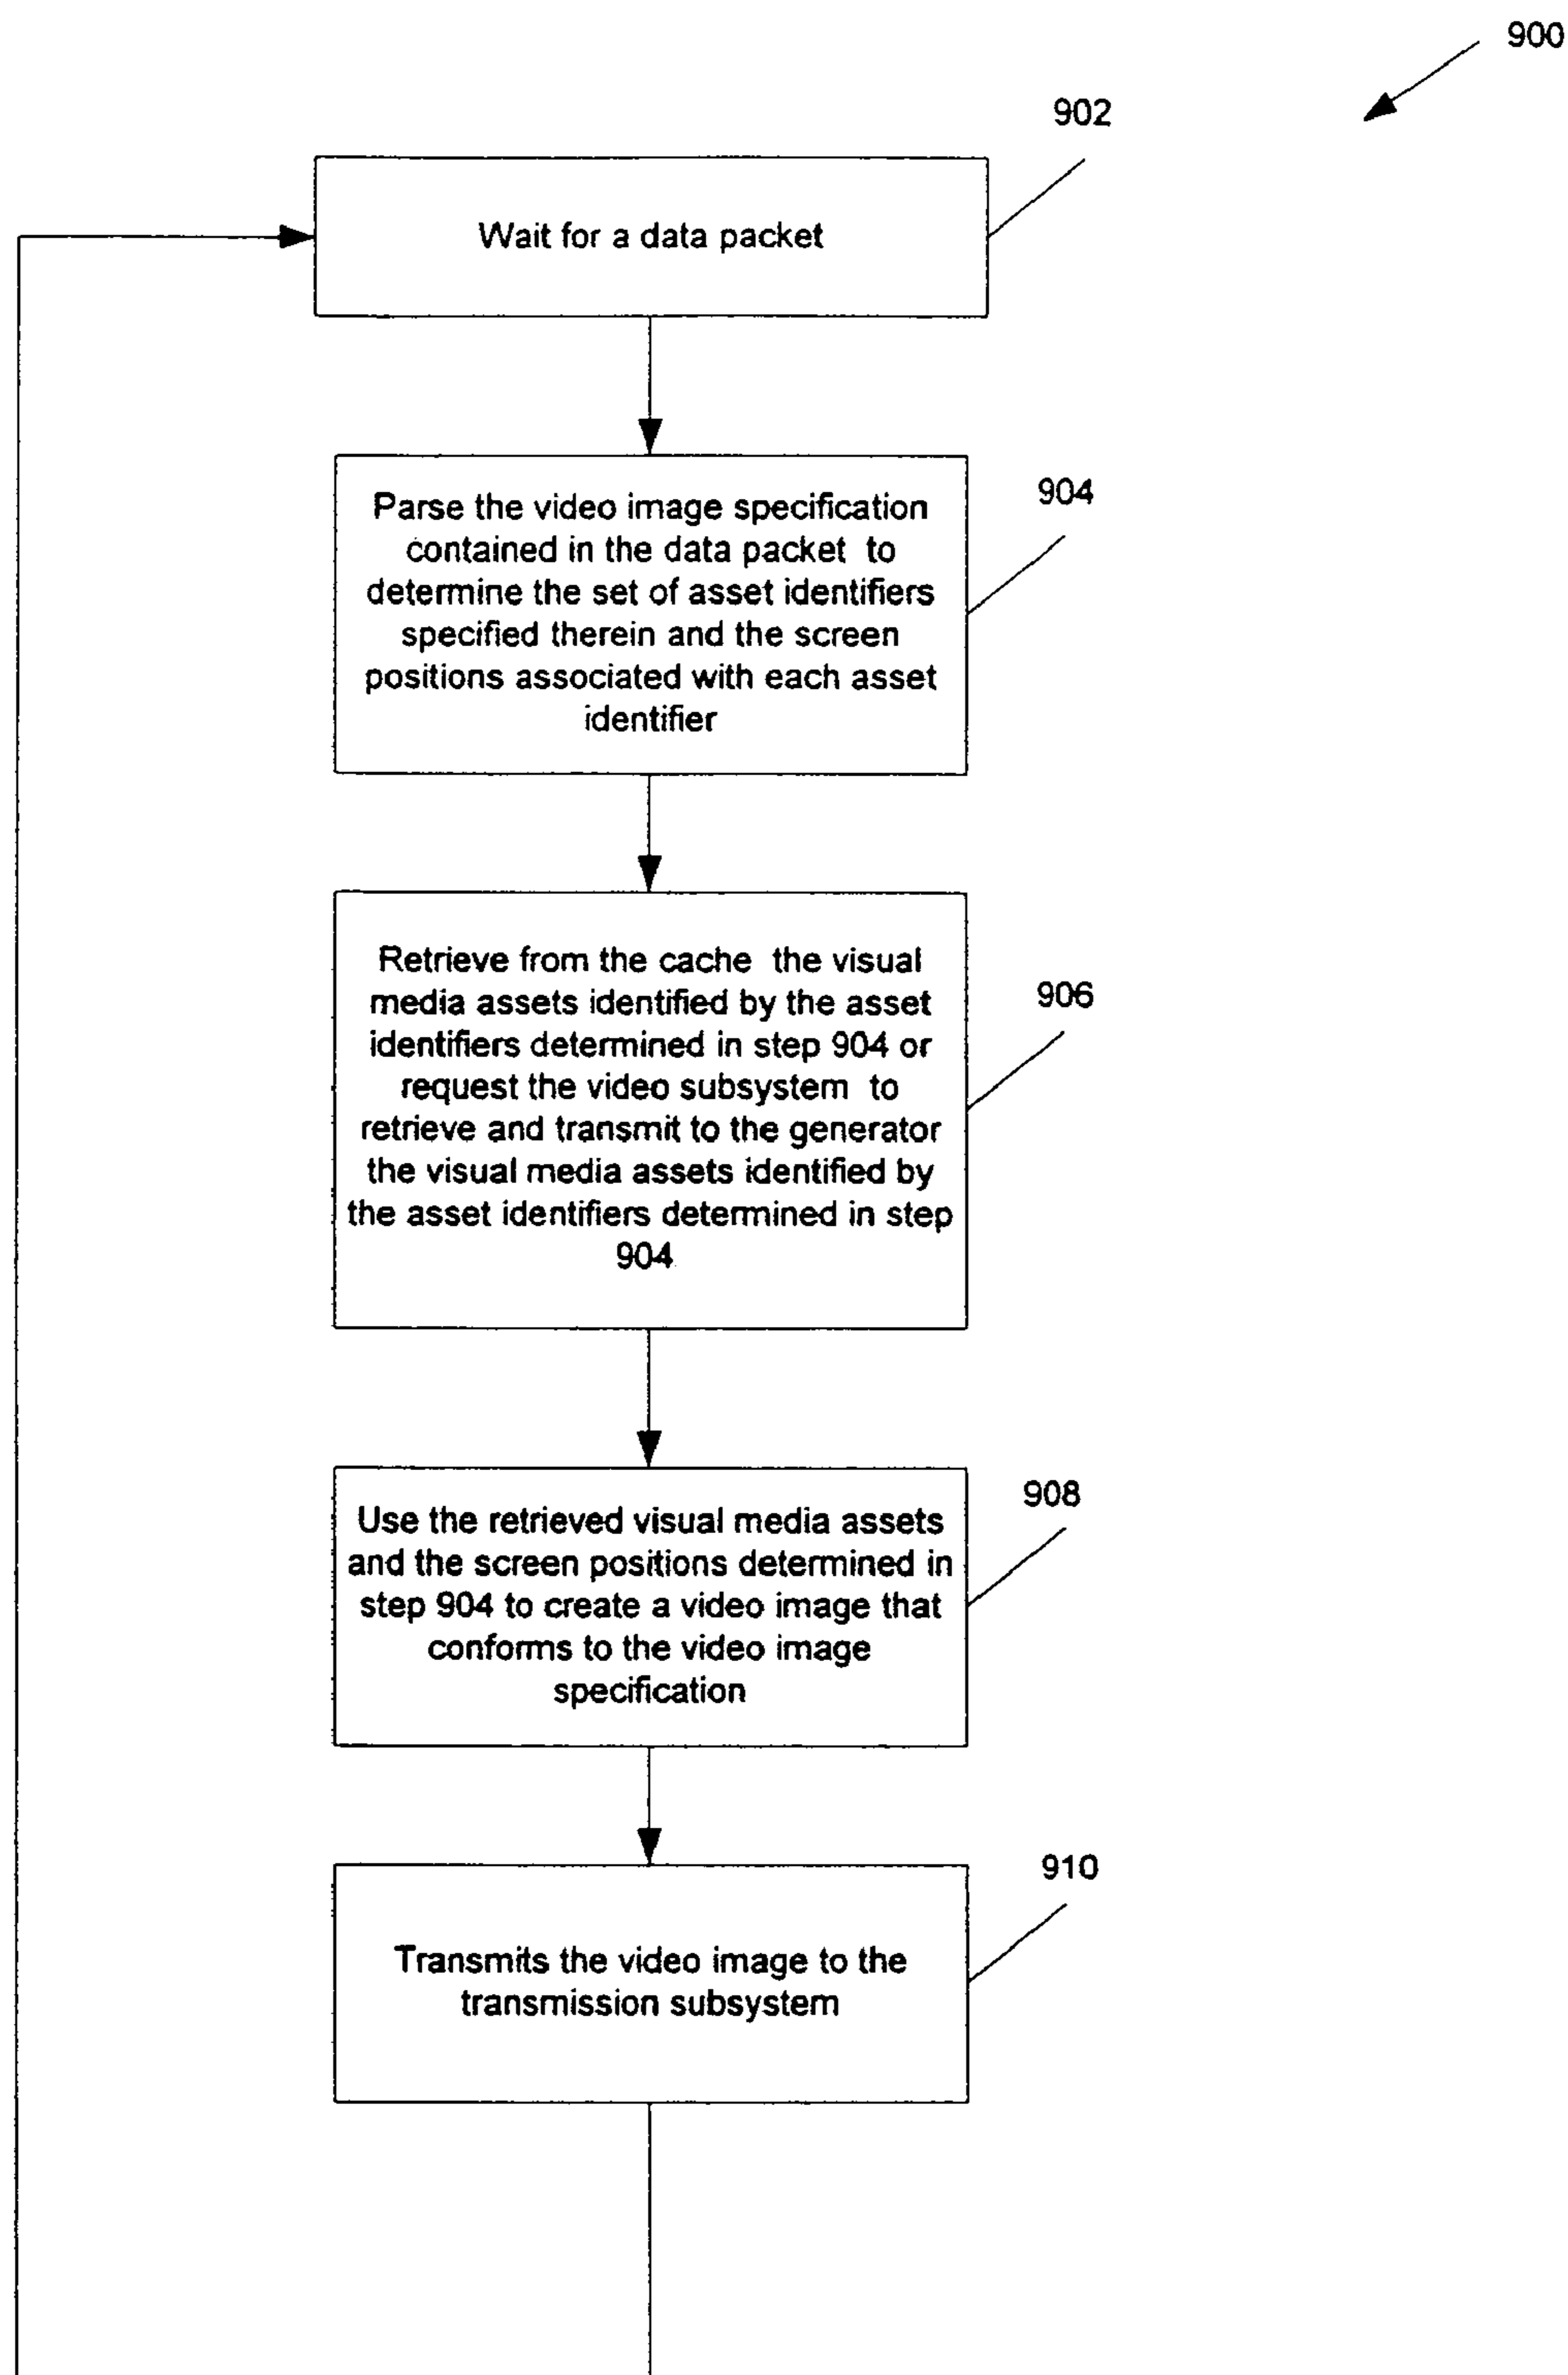 900
902
Wait for a data packet
904
Parse the video image specification
contained in the data packet to
determine the set of asset identifiers
specified therein and the screen
positions associated with each asset
identifier
906
Retrieve from the cache the visual
media assets identified by the asset
identifiers determined in step 904 or
request the video subsystem to
retrieve and transmit to the generator
the visual media assets identified by
the asset identifiers determined in step
904
908
Use the retrieved visual media assets
and the screen positions determined in
step 904 to create a video image that
conforms to the video image
specification
910
Transmits the video image to the
transmission subsystem